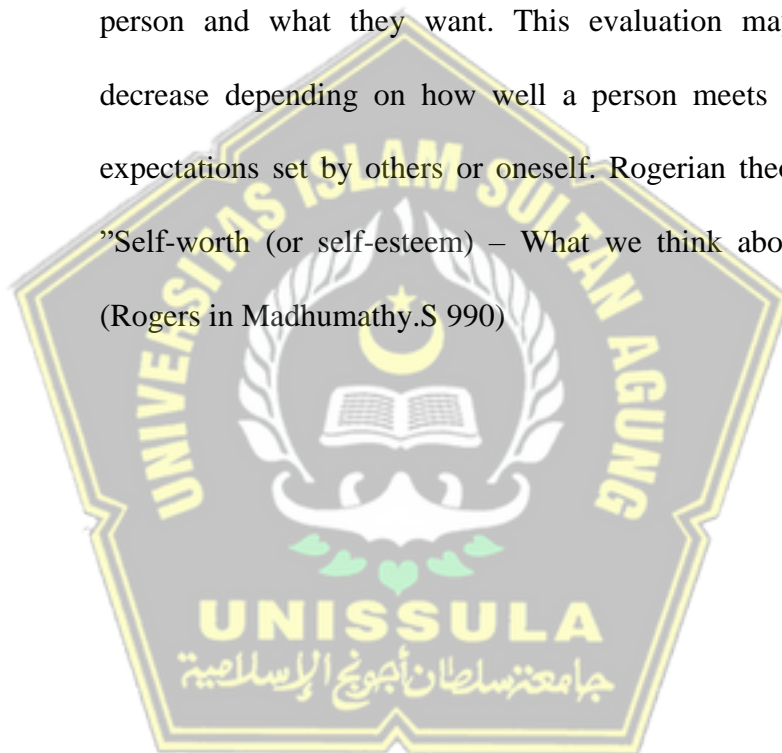 person and what they want. This evaluation ma
decrease depending on how well a person meets
expectations set by others or oneself. Rogerian theo
”Self-worth (or self-esteem) – What we think abo
(Rogers in Madhumathy.S 990)
UNIVERSITAS ISLAM SULTAN AGUNG
UNISSULA
جامعة سلطان أجونج الإسلامية